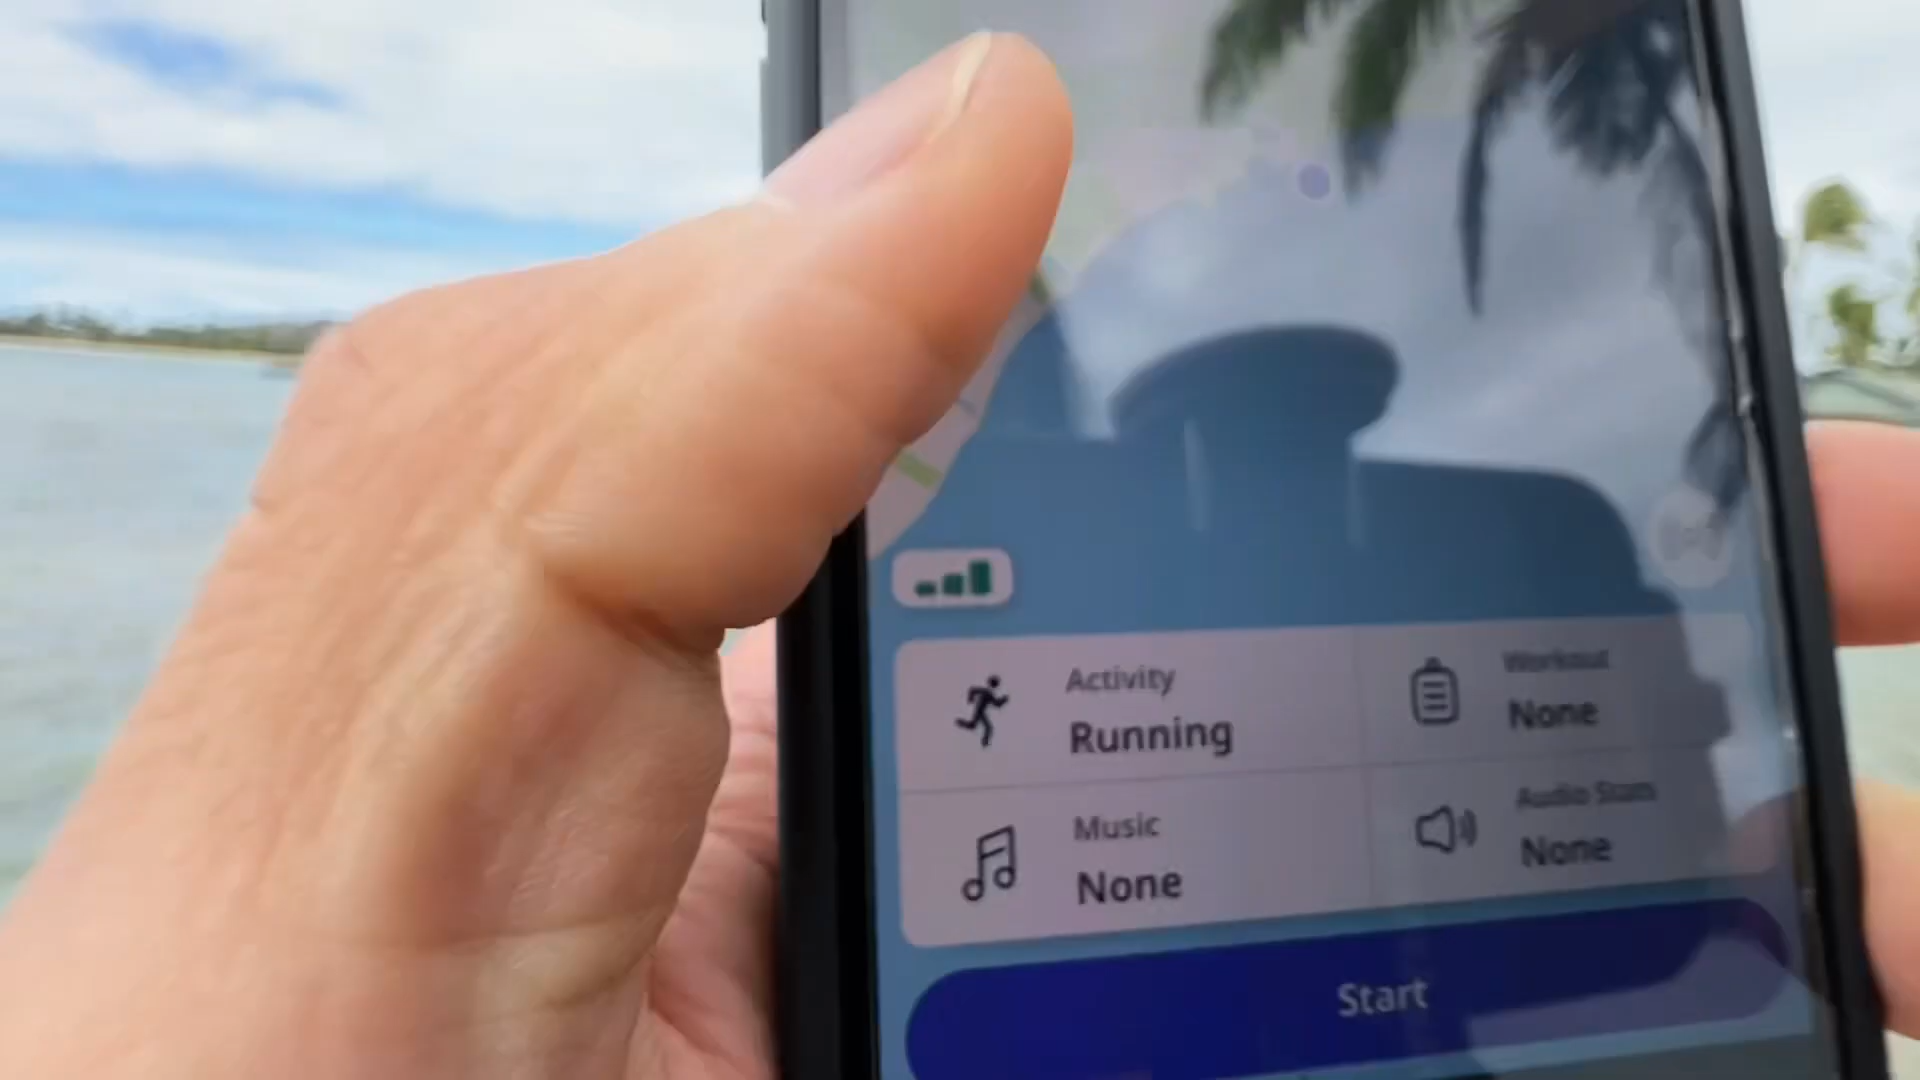 Activity
Running
Workout
None
Music
None
Audio Stats
None
Start